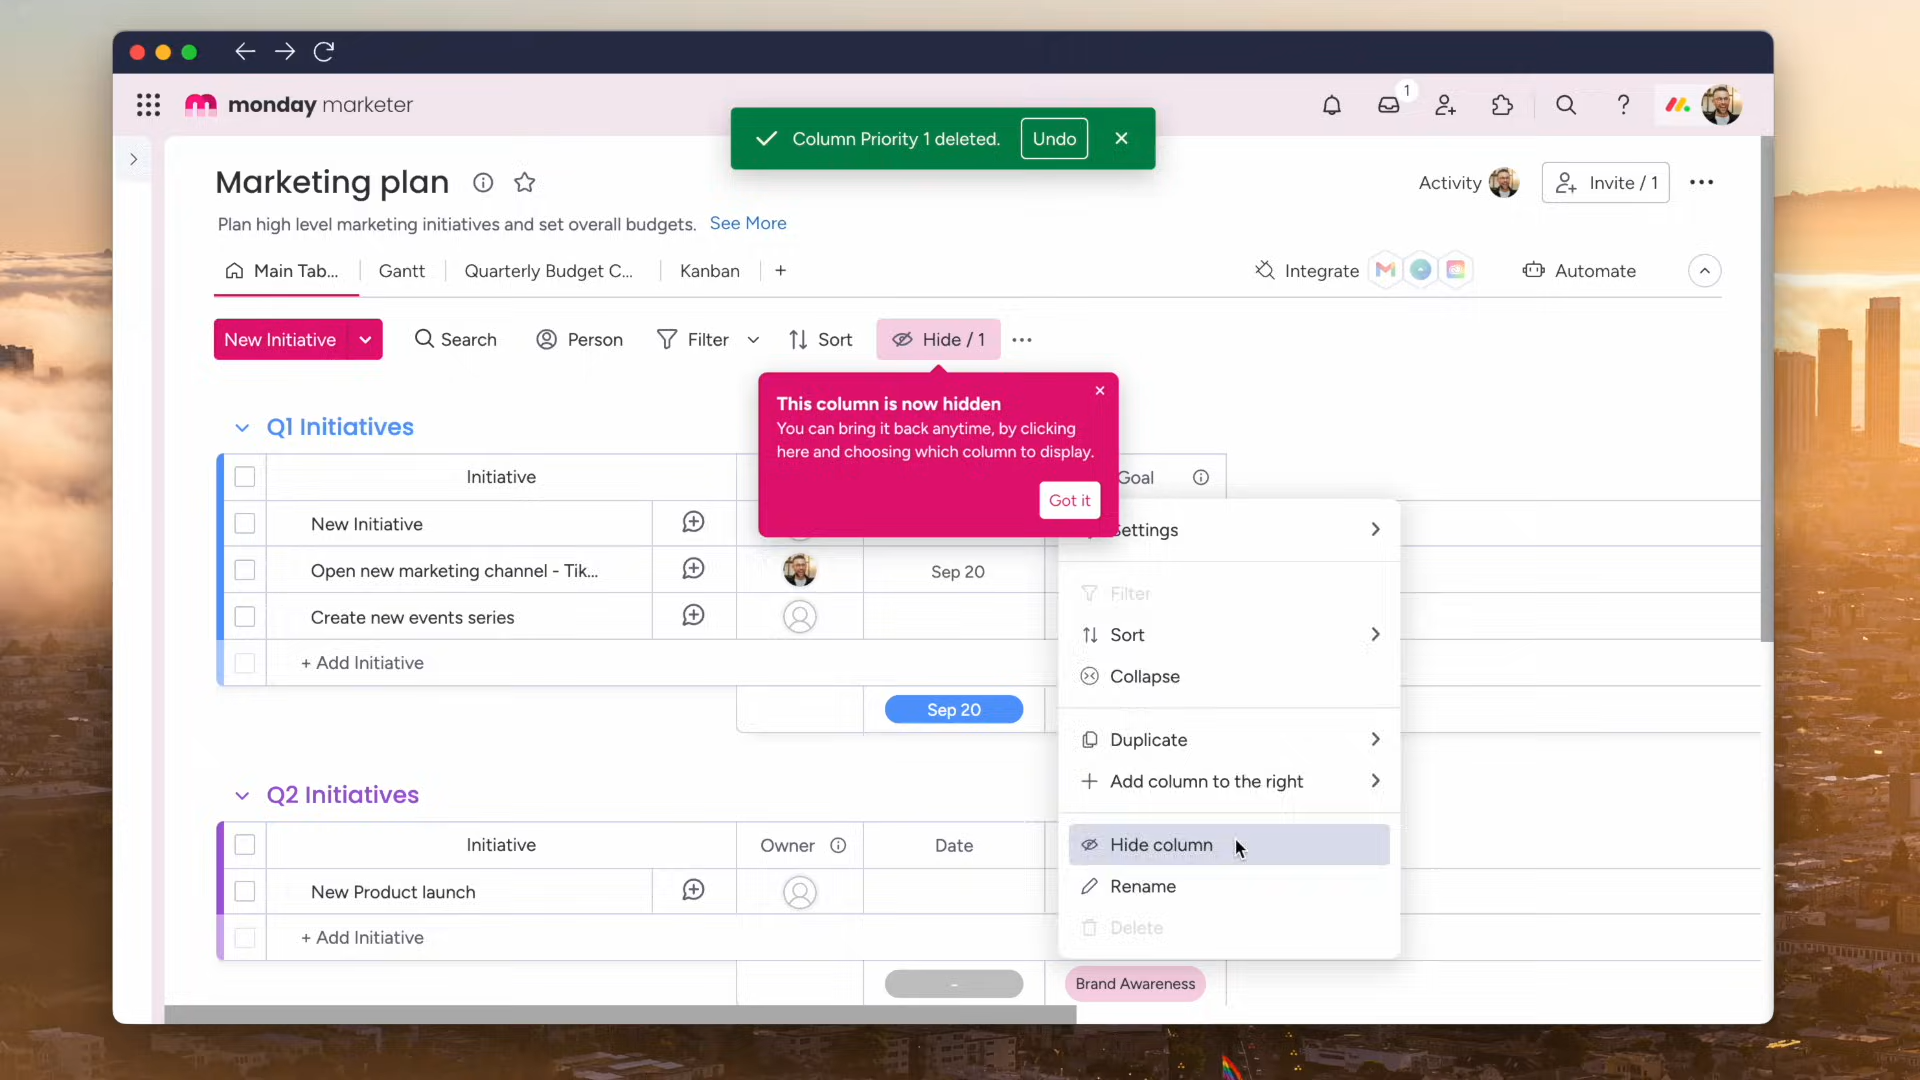 monday marketer
1
Column Priority 1 deleted.
Undo
Marketing plan
Activity
Invite / 1
Plan high level marketing initiatives and set overall budgets. See More
Main Tab...
Gantt
Quarterly Budget C...
Kanban
+
Integrate
Automate
New Initiative
Search
Person
Filter
Sort
Hide / 1
This column is now hidden
You can bring it back anytime, by clicking
here and choosing which column to display.
Got it
Q1 Initiatives
Initiative
Goal
New Initiative
Open new marketing channel - Tik...
Sep 20
Create new events series
+ Add Initiative
Sep 20
Settings
Filter
Sort
Collapse
Duplicate
Add column to the right
Hide column
Rename
Delete
Q2 Initiatives
Initiative
Owner
Date
New Product launch
+ Add Initiative
-
Brand Awareness